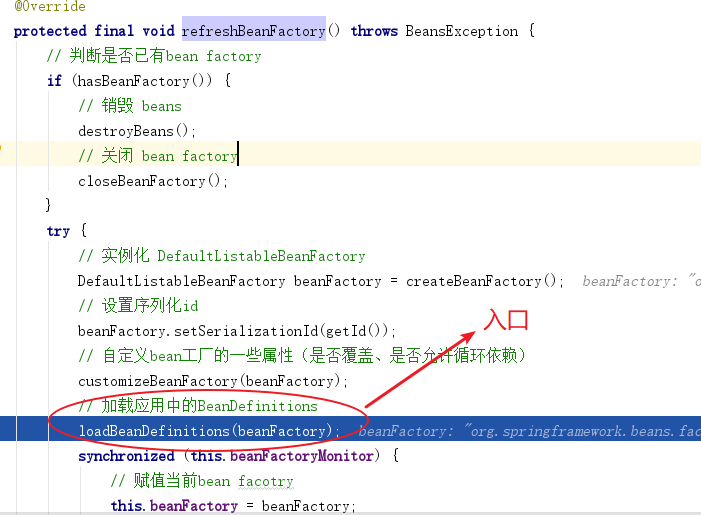 @Override
protected final void refreshBeanFactory() throws BeansException {
// 判断是否已有bean factory
if (hasBeanFactory()) {
// 销毁 beans
destroyBeans();
// 关闭 bean factory
closeBeanFactory();
}
try {
// 实例化 DefaultListableBeanFactory
DefaultListableBeanFactory beanFactory = createBeanFactory(); beanFactory: "o
// 设置序列化id
beanFactory.setSerializationId(getId());
入口
// 自定义bean工厂的一些属性（是否覆盖、是否允许循环依赖）
customizeBeanFactory(beanFactory);
// 加载应用中的BeanDefinitions
loadBeanDefinitions(beanFactory); beanFactory: "org.springframework.beans.fac
synchronized (this.beanFactoryMonitor) {
// 赋值当前bean facotry
this.beanFactory = beanFactory;